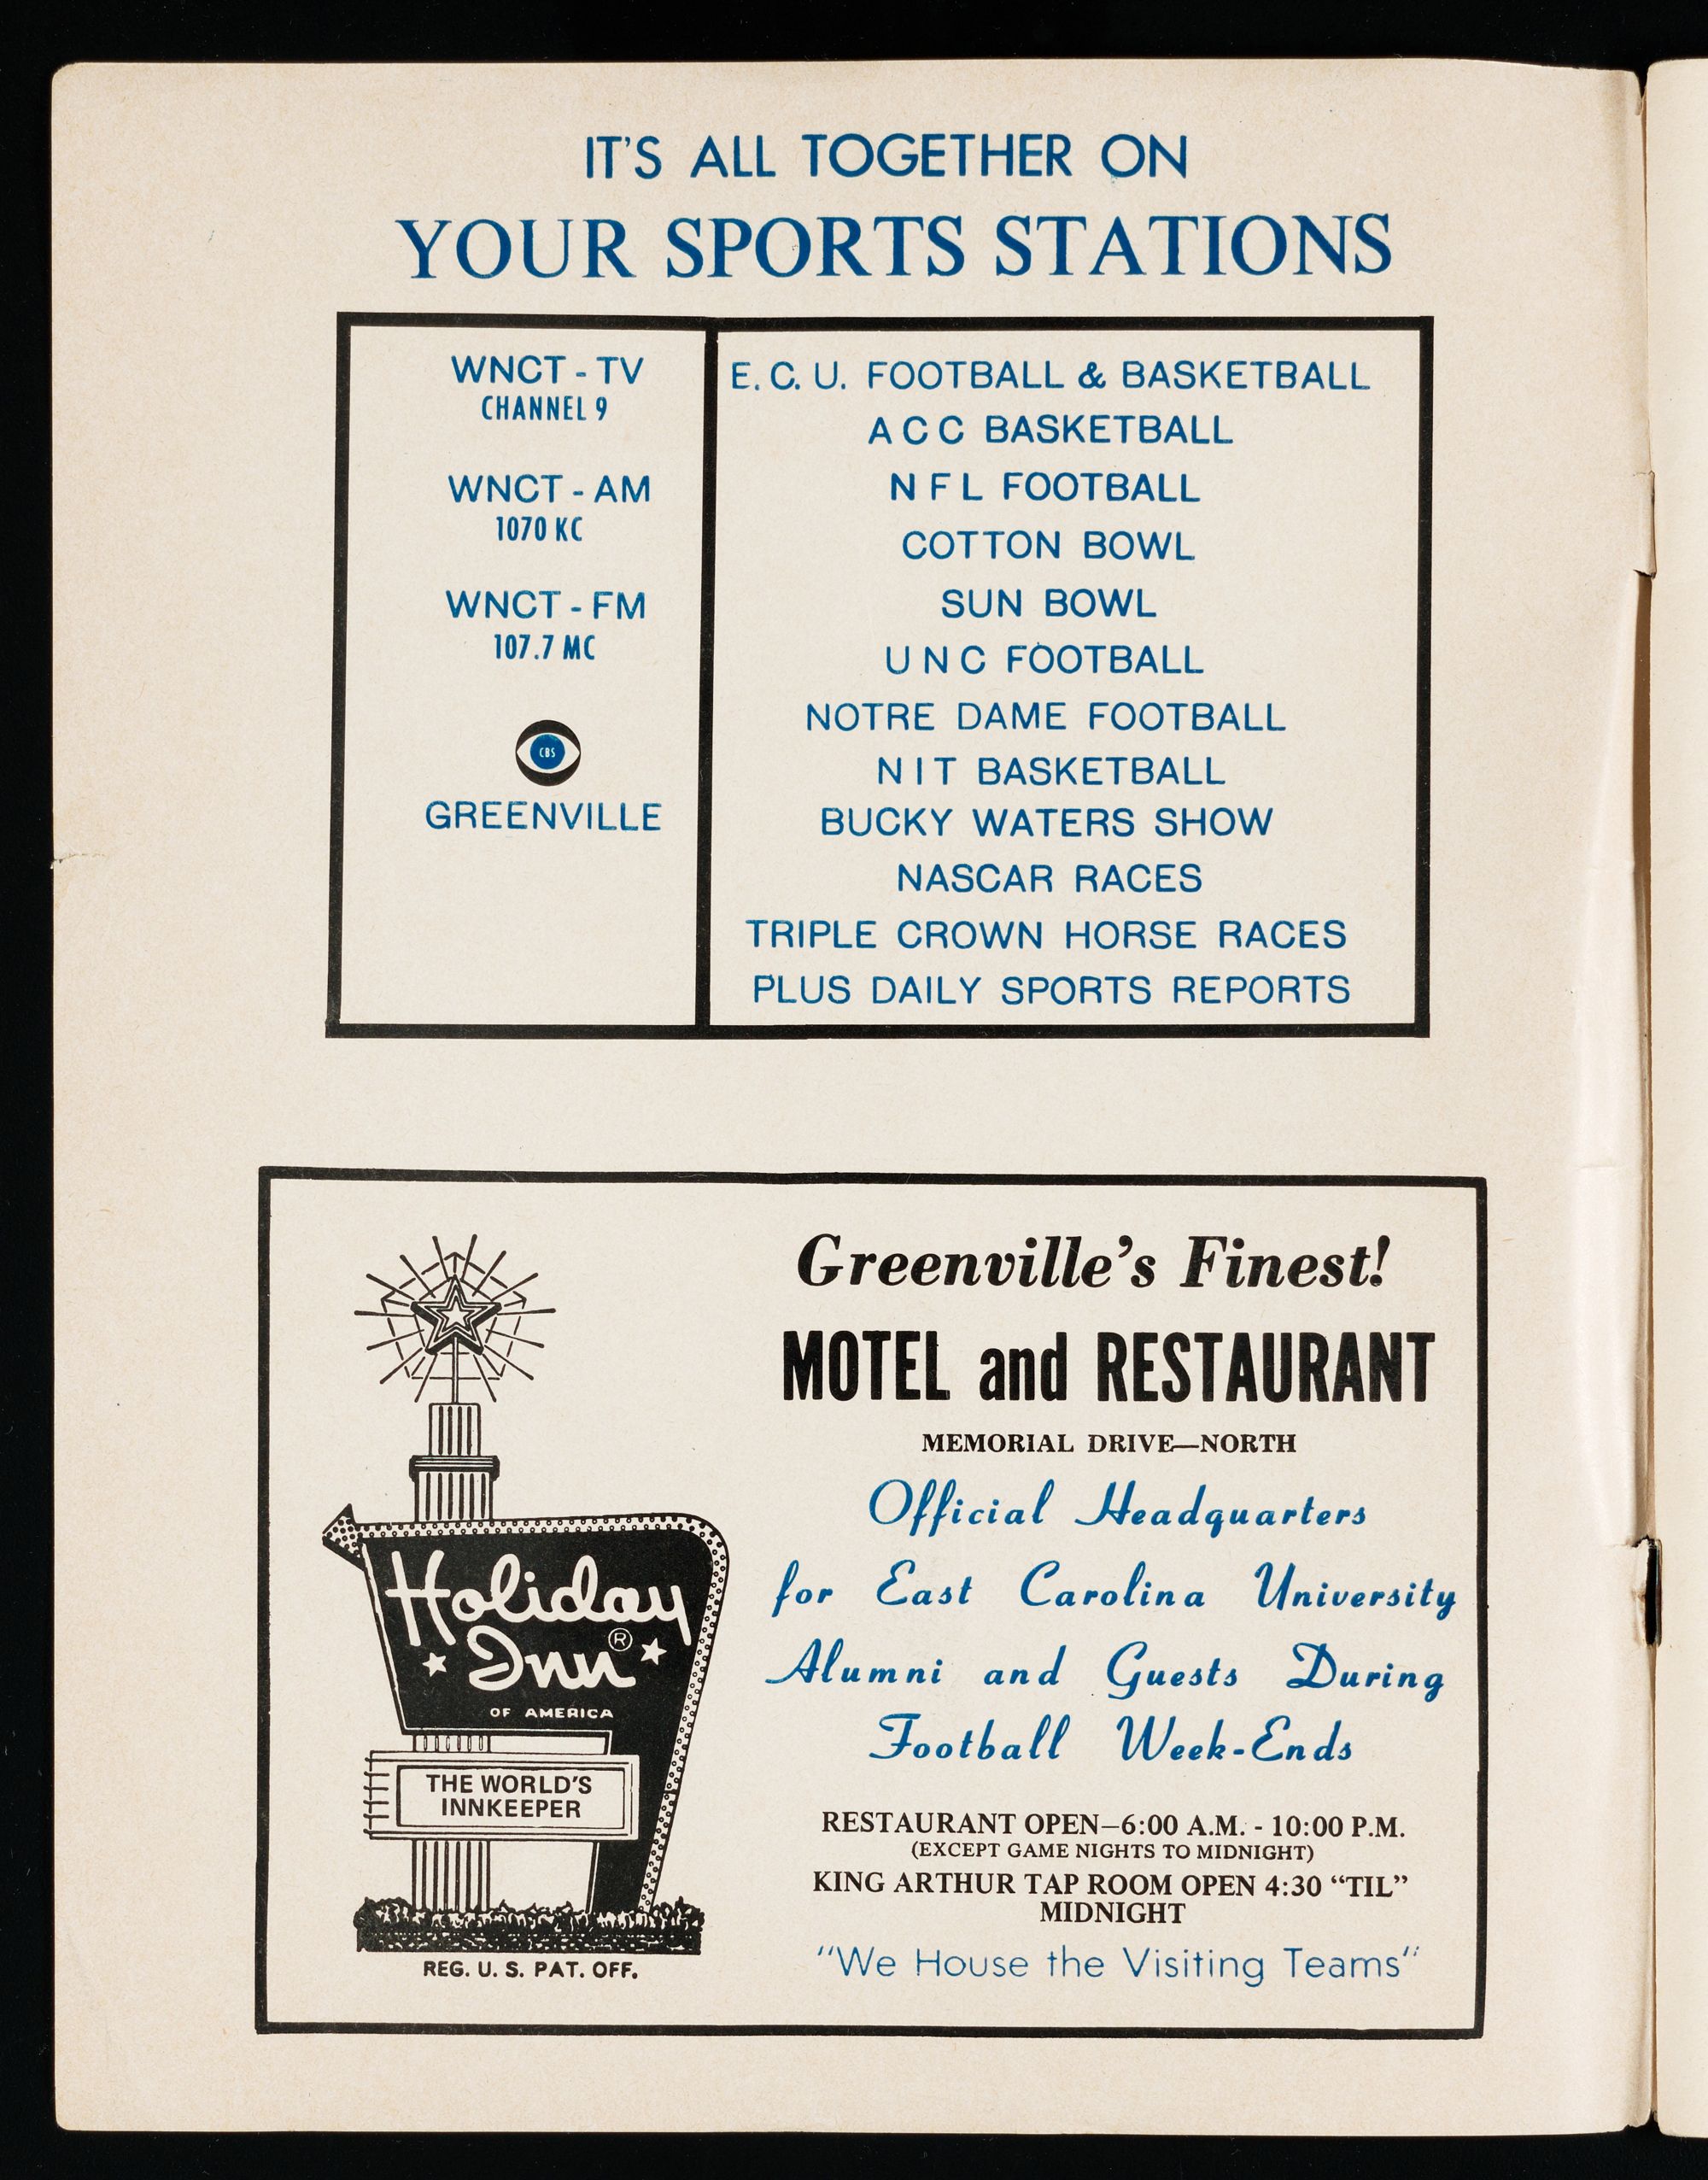 IT'S ALL TOGETHER ON
YOUR SPORTS STATIONS
WNCT - TV
CHANNEL 9
WNCT - AM
1070 KC
WNCT - FM
107.7 MC
CBS
GREENVILLE
E. C. U. FOOTBALL & BASKETBALL
A C C BASKETBALL
N F L FOOTBALL
COTTON BOWL
SUN BOWL
U N C FOOTBALL
NOTRE DAME FOOTBALL
N I T BASKETBALL
BUCKY WATERS SHOW
NASCAR RACES
TRIPLE CROWN HORSE RACES
PLUS DAILY SPORTS REPORTS
Holiday
Inn®
OF AMERICA
THE WORLD'S
INNKEEPER
REG. U. S. PAT. OFF.
Greenville's Finest!
MOTEL and RESTAURANT
MEMORIAL DRIVE—NORTH
Official Headquarters
for East Carolina University
Alumni and Guests During
Football Week-Ends
RESTAURANT OPEN—6:00 A.M. - 10:00 P.M.
(EXCEPT GAME NIGHTS TO MIDNIGHT)
KING ARTHUR TAP ROOM OPEN 4:30 “TIL”
MIDNIGHT
"We House the Visiting Teams"